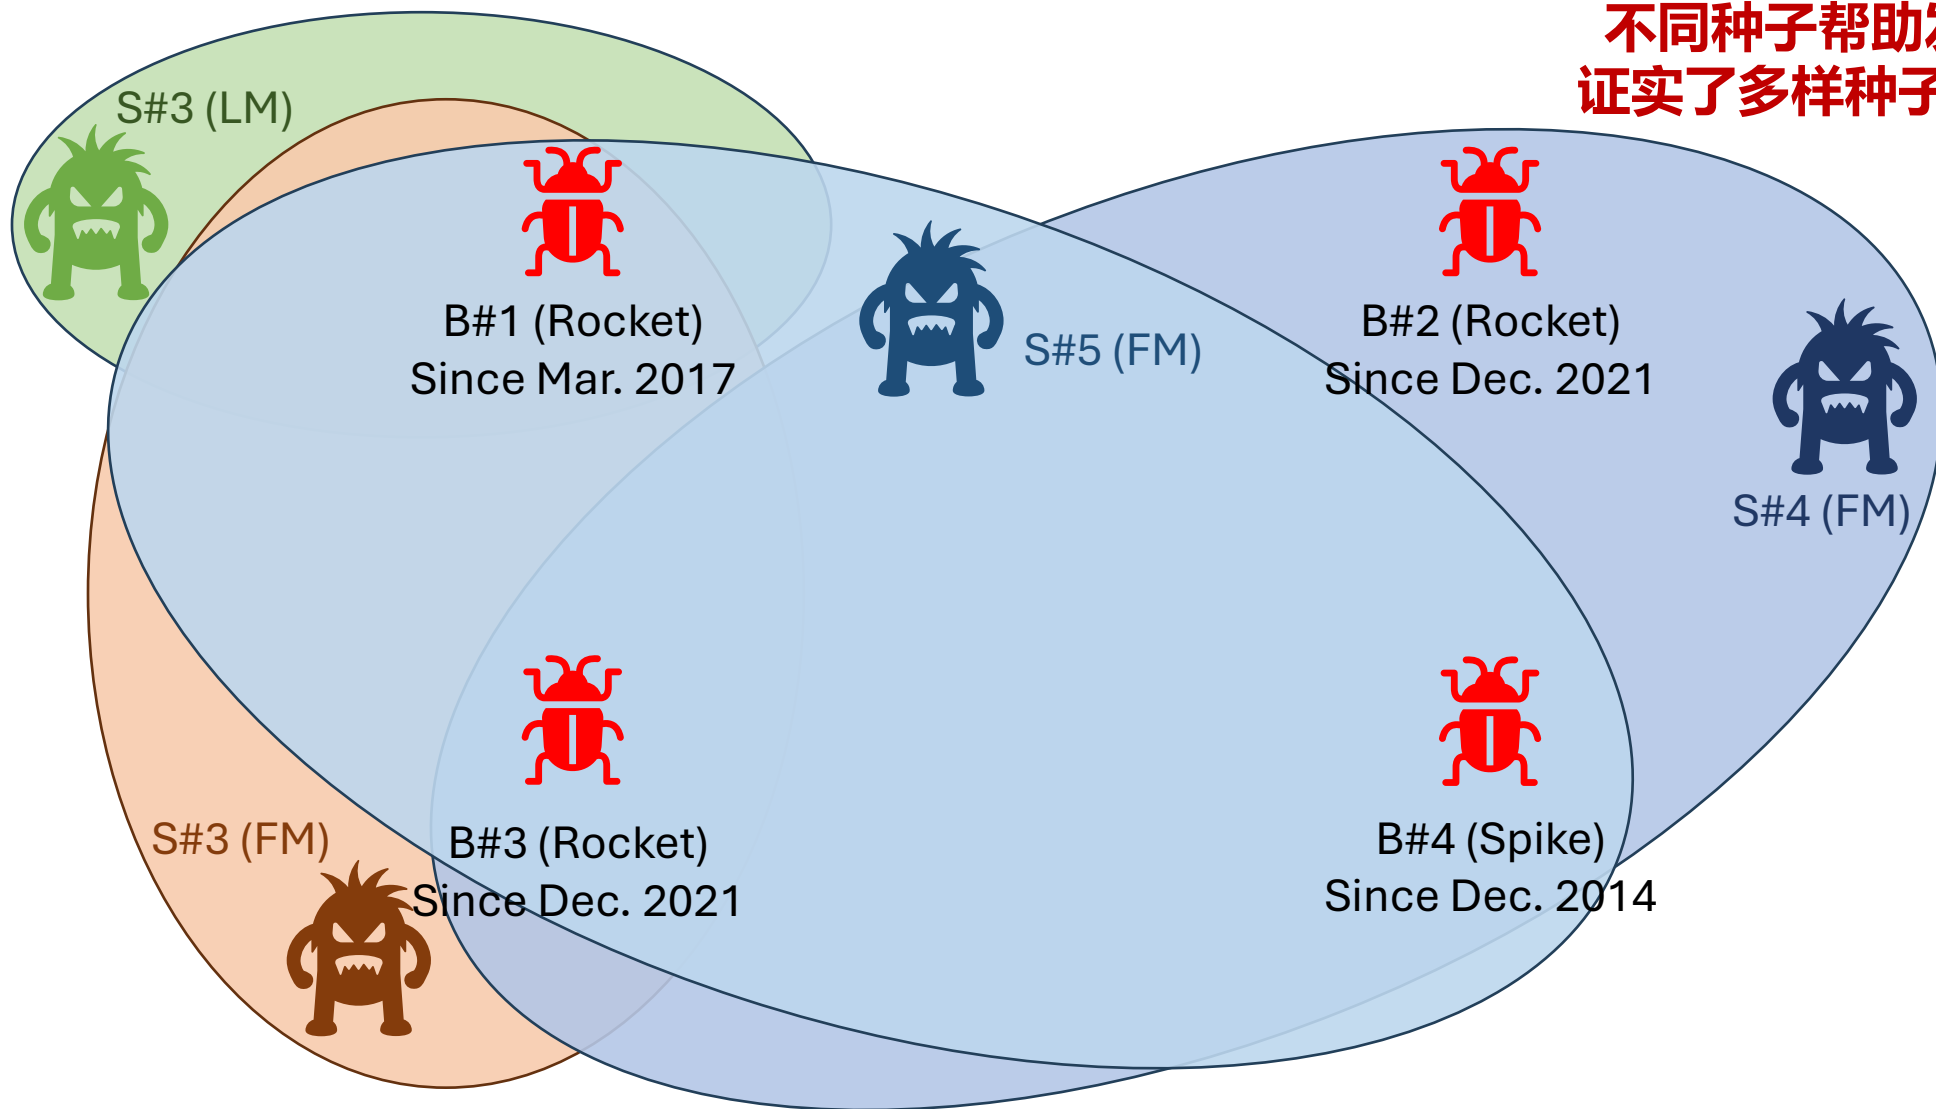 不同种子帮助
证实了多样种子
S#3 (LM)
B#1 (Rocket)
Since Mar. 2017
S#5 (FM)
B#2 (Rocket)
Since Dec. 2021
S#4 (FM)
S#3 (FM)
B#3 (Rocket)
Since Dec. 2021
B#4 (Spike)
Since Dec. 2014